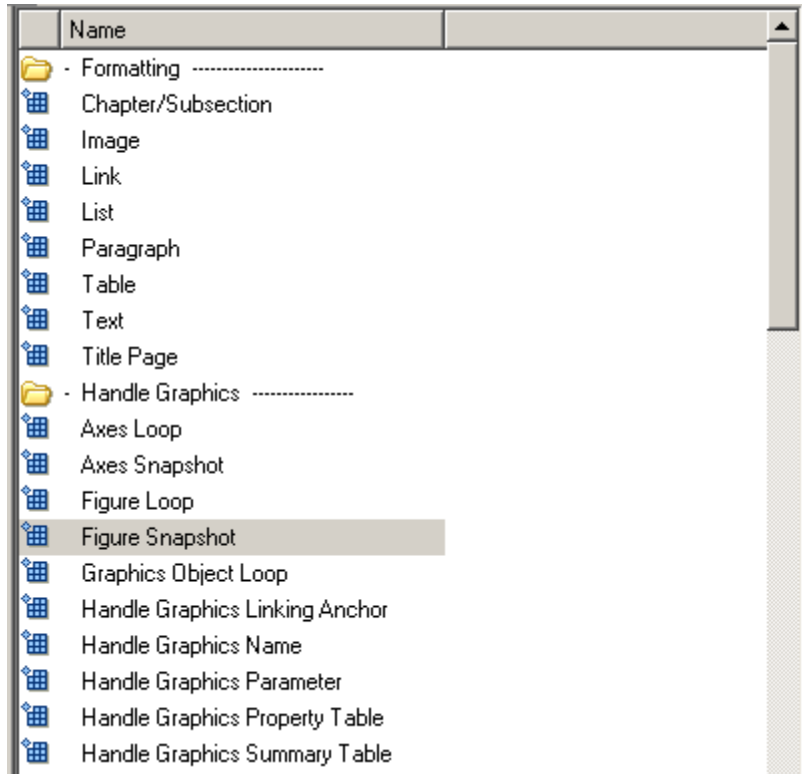 Name
- Formatting ----------------------
Chapter/Subsection
Image
Link
List
Paragraph
Table
Text
Title Page
- Handle Graphics -----------------
Axes Loop
Axes Snapshot
Figure Loop
Figure Snapshot
Graphics Object Loop
Handle Graphics Linking Anchor
Handle Graphics Name
Handle Graphics Parameter
Handle Graphics Property Table
Handle Graphics Summary Table